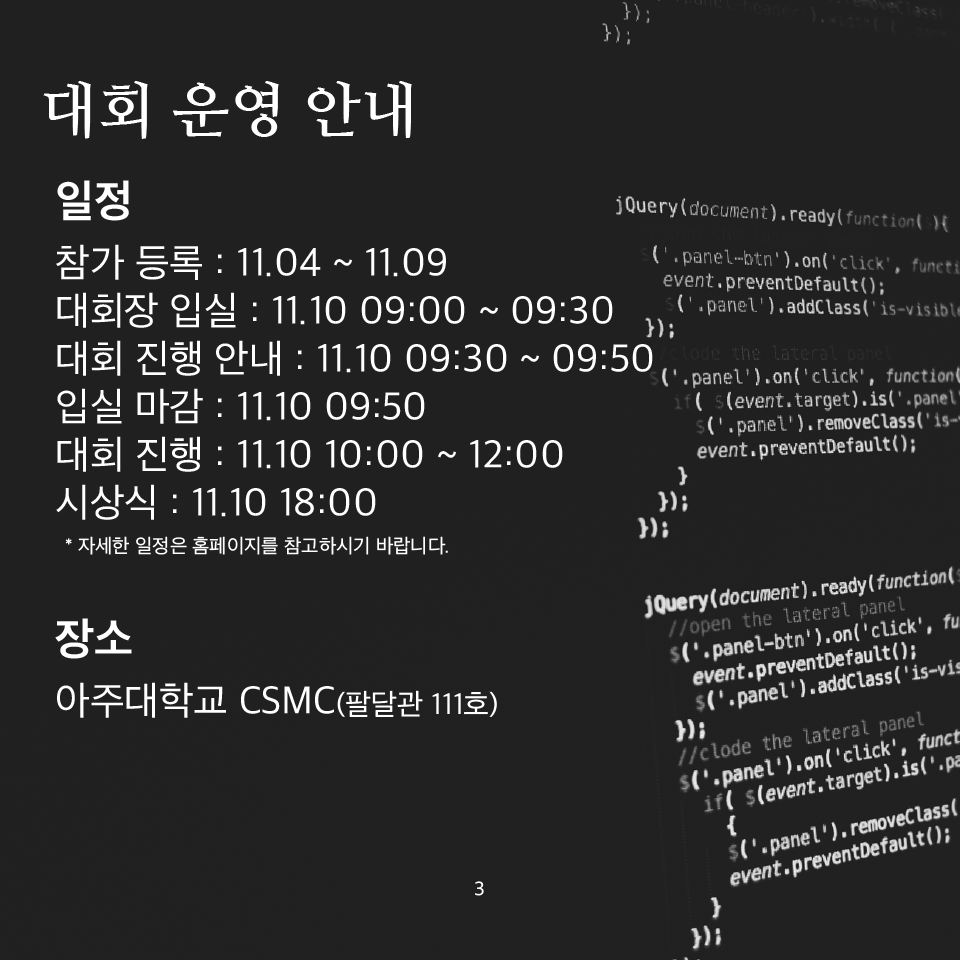 });
});
대회 운영 안내
일정
참가 등록 : 11.04 ~ 11.09
대회장 입실 : 11.10 09:00 ~ 09:30
대회 진행 안내 : 11.10 09:30 ~ 09:50
입실 마감 : 11.10 09:50
대회 진행 : 11.10 10:00 ~ 12:00
시상식 : 11.10 18:00
* 자세한 일정은 홈페이지를 참고하시기 바랍니다.
장소
아주대학교 CSMC(팔달관 111호)
jQuery(document).ready(function( ){
$('.panel-btn').on('click', functi
event.preventDefault();
$('.panel').addClass('is-visible
});
//clode the lateral panel
$('.panel').on('click', function(
if( $(event.target).is('.panel'
$('.panel').removeClass('is-
event.preventDefault();
}
});
});
jQuery(document).ready(function(
//open the lateral panel
$('.panel-btn').on('click', fu
event.preventDefault();
$('.panel').addClass('is-vis
});
//clode the lateral panel
$('.panel').on('click', funct
if( $(event.target).is('.pa
{
$('.panel').removeClass(
event.preventDefault();
}
});
3